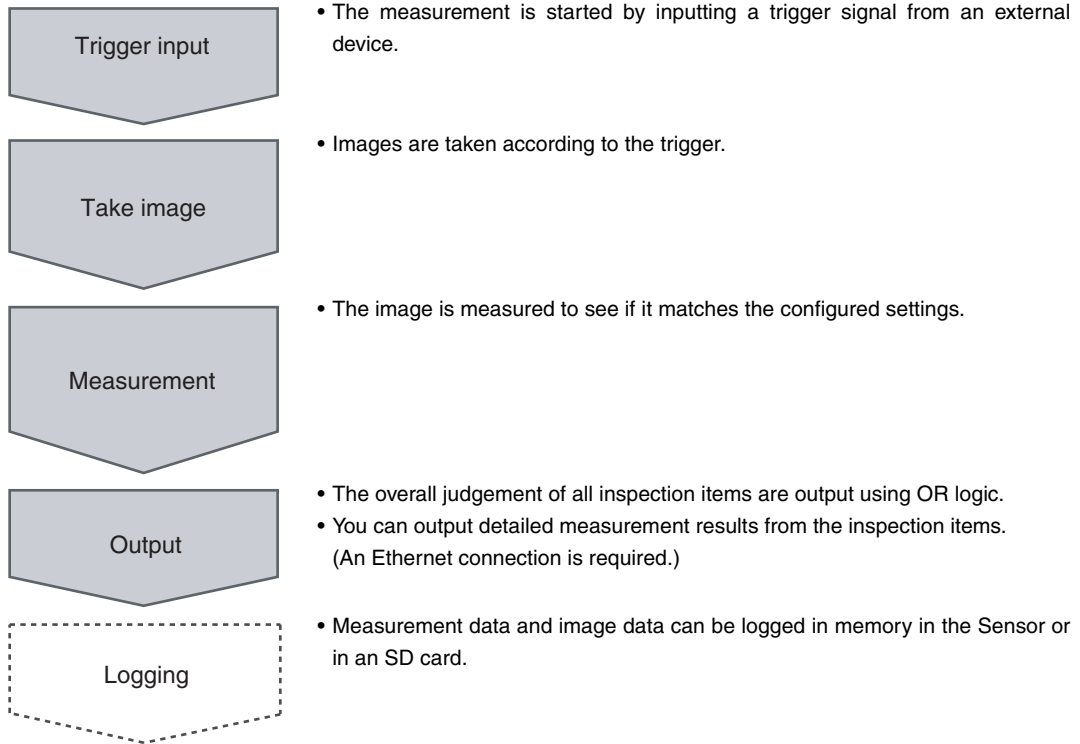 Trigger input
• The measurement is started by inputting a trigger signal from an external
device.
Take image
• Images are taken according to the trigger.
Measurement
• The image is measured to see if it matches the configured settings.
Output
• The overall judgement of all inspection items are output using OR logic.
• You can output detailed measurement results from the inspection items.
(An Ethernet connection is required.)
Logging
• Measurement data and image data can be logged in memory in the Sensor or
in an SD card.